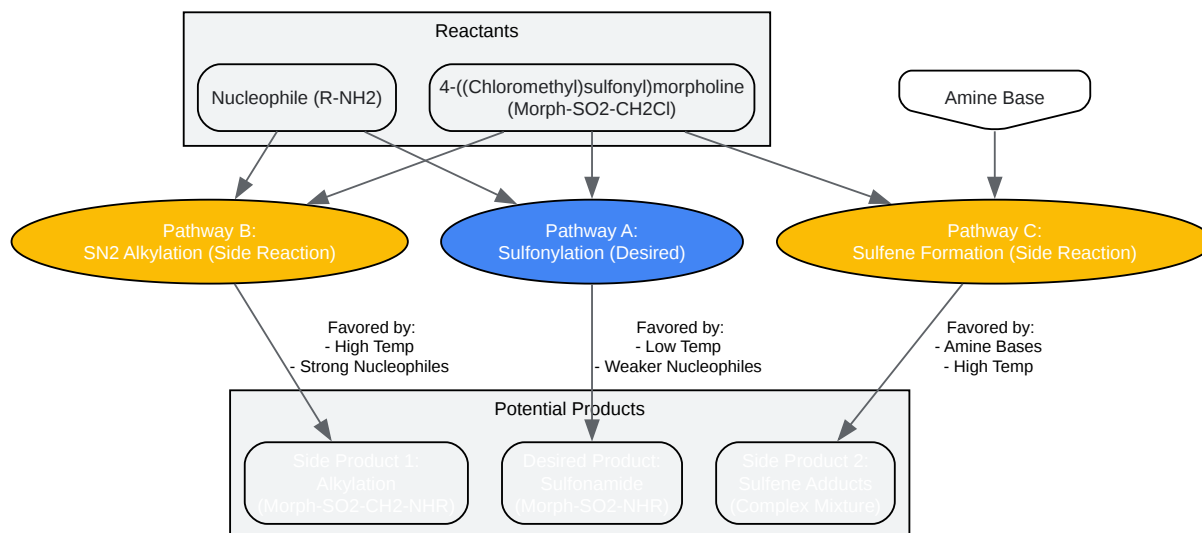 Reactants
Nucleophile (R-NH2)
4-((Chloromethyl)sulfonyl)morpholine
(Morph-SO2-CH2Cl)
Amine Base
Pathway B:
SN2 Alkylation (Side Reaction)
Pathway A:
Sulfonylation (Desired)
Pathway C:
Sulfene Formation (Side Reaction)
Favored by:
- High Temp
- Strong Nucleophiles
Favored by:
- Low Temp
- Weaker Nucleophiles
Favored by:
- Amine Bases
- High Temp
Potential Products
Side Product 1:
Alkylation
(Morph-SO2-CH2-NHR)
Desired Product:
Sulfonamide
(Morph-SO2-NHR)
Side Product 2:
Sulfene Adducts
(Complex Mixture)